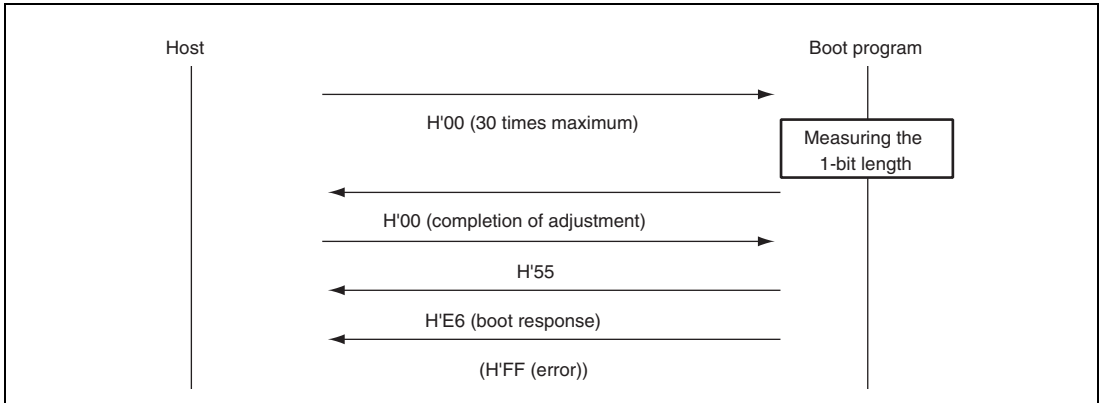 Host
Boot program
H'00 (30 times maximum)
Measuring the
1-bit length
H'00 (completion of adjustment)
H'55
H'E6 (boot response)
(H'FF (error))